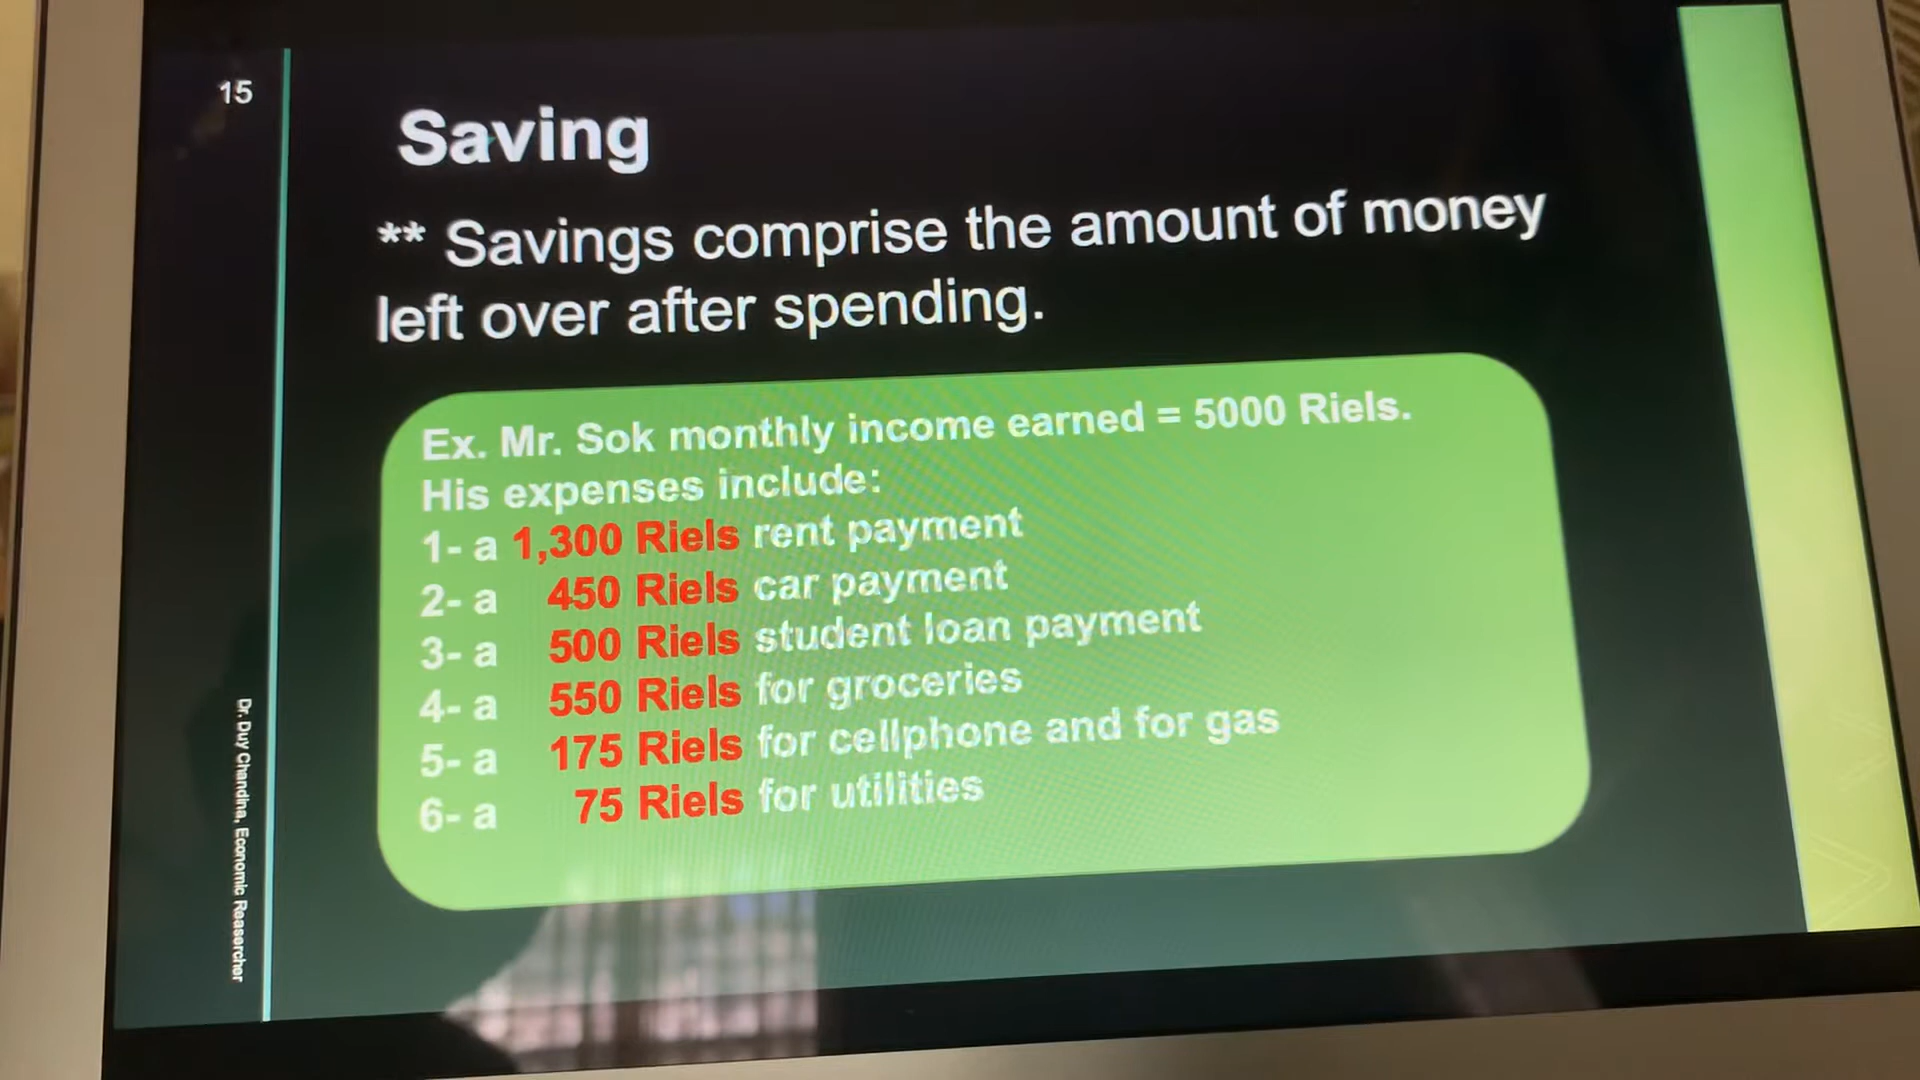 15
Saving
** Savings comprise the amount of money
left over after spending.
Ex. Mr. Sok monthly income earned = 5000 Riels.
His expenses include:
1- a 1,300 Riels rent payment
2- a 450 Riels car payment
3- a 500 Riels student loan payment
4- a 550 Riels for groceries
5- a 175 Riels for cellphone and for gas
6- a 75 Riels for utilities
Dr. Duy Chandina, Economic Reasercher